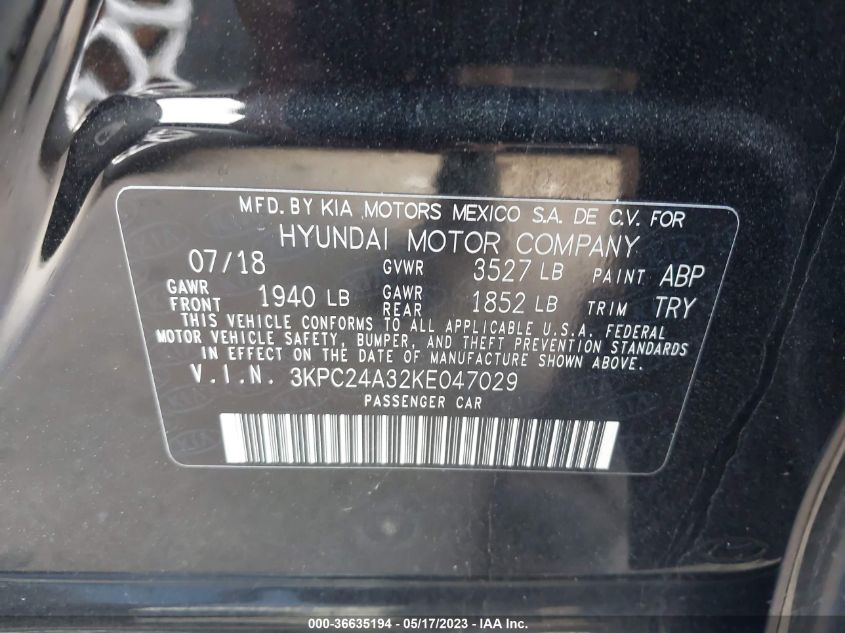 MFD. BY KIA MOTORS MEXICO S.A. DE C.V. FOR
HYUNDAI MOTOR COMPANY
07/18 GVWR 3527 LB PAINT ABP
GAWR FRONT 1940 LB GAWR REAR 1852 LB TRIM TRY
THIS VEHICLE CONFORMS TO ALL APPLICABLE U.S.A. FEDERAL
MOTOR VEHICLE SAFETY, BUMPER, AND THEFT PREVENTION STANDARDS
IN EFFECT ON THE DATE OF MANUFACTURE SHOWN ABOVE.
V.I.N. 3KPC24A32KE047029
PASSENGER CAR
000-36635194 - 05/17/2023 - IAA Inc.